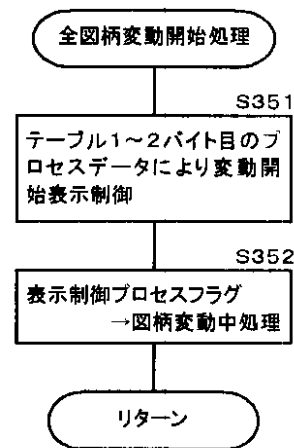 全図柄変動開始処理
S351
テーブル1～2バイト目のプ
ロセスデータにより変動開
始表示制御
S352
表示制御プロセスフラグ
→図柄変動中処理
リターン